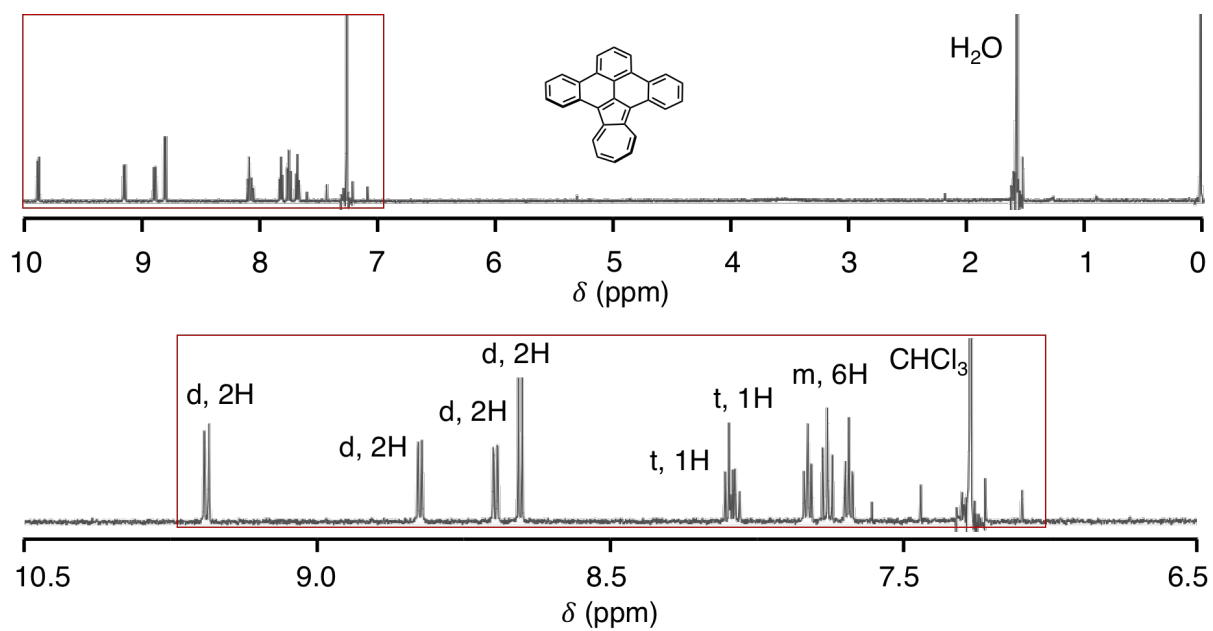 H₂O
10 9 8 7 6 5 4 3 2 1 0
δ (ppm)
d, 2H
d, 2H
d, 2H
d, 2H
t, 1H
t, 1H
m, 6H
CHCl₃
10.5 9.0 8.5 7.5 6.5
δ (ppm)